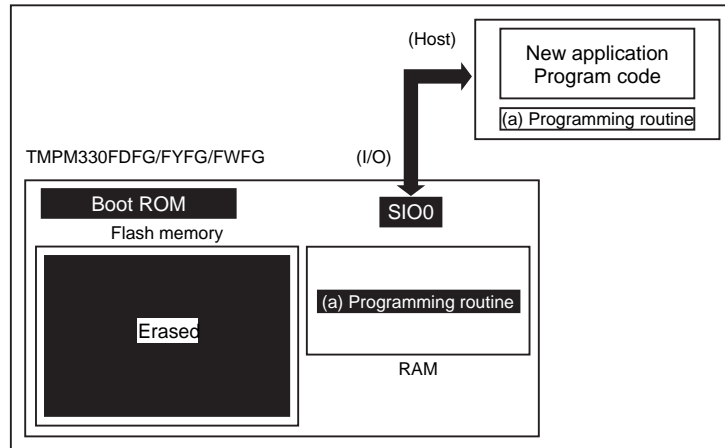 (Host)
New application
Program code
(a) Programming routine
TMPM330FDFG/FYFG/FWFG
(I/O)
Boot ROM
SIO0
Flash memory
(a) Programming routine
Erased
RAM